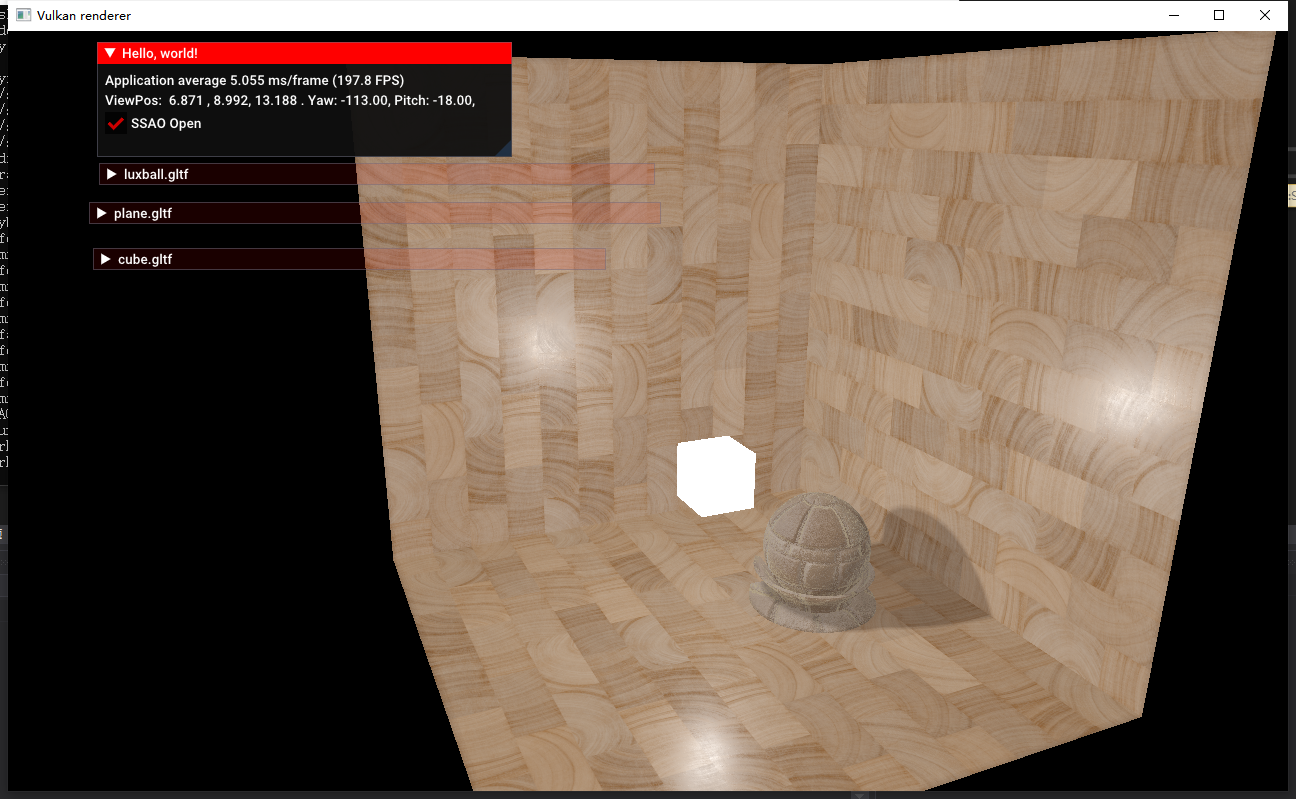 Vulkan renderer
Hello, world!
Application average 5.055 ms/frame (197.8 FPS)
ViewPos:  6.871 , 8.992, 13.188 . Yaw: -113.00, Pitch: -18.00,
SSAO Open
luxball.gltf
plane.gltf
cube.gltf